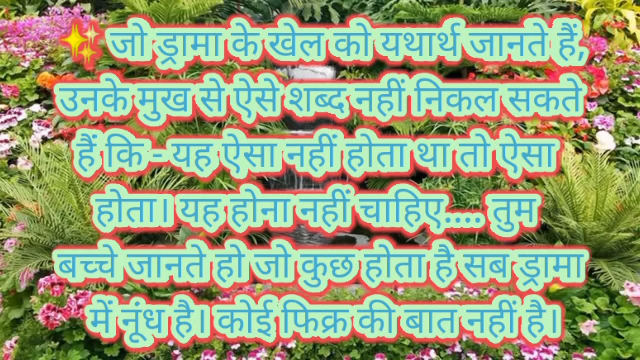 ✨ जो ड्रामा के खेल को यथार्थ जानते हैं,
उनके मुख से ऐसे शब्द नहीं निकल सकते
हैं कि - यह ऐसा नहीं होता था तो ऐसा
होता। यह होना नहीं चाहिए.... तुम
बच्चे जानते हो जो कुछ होता है सब ड्रामा
में नूंध है। कोई फिक्र की बात नहीं है।